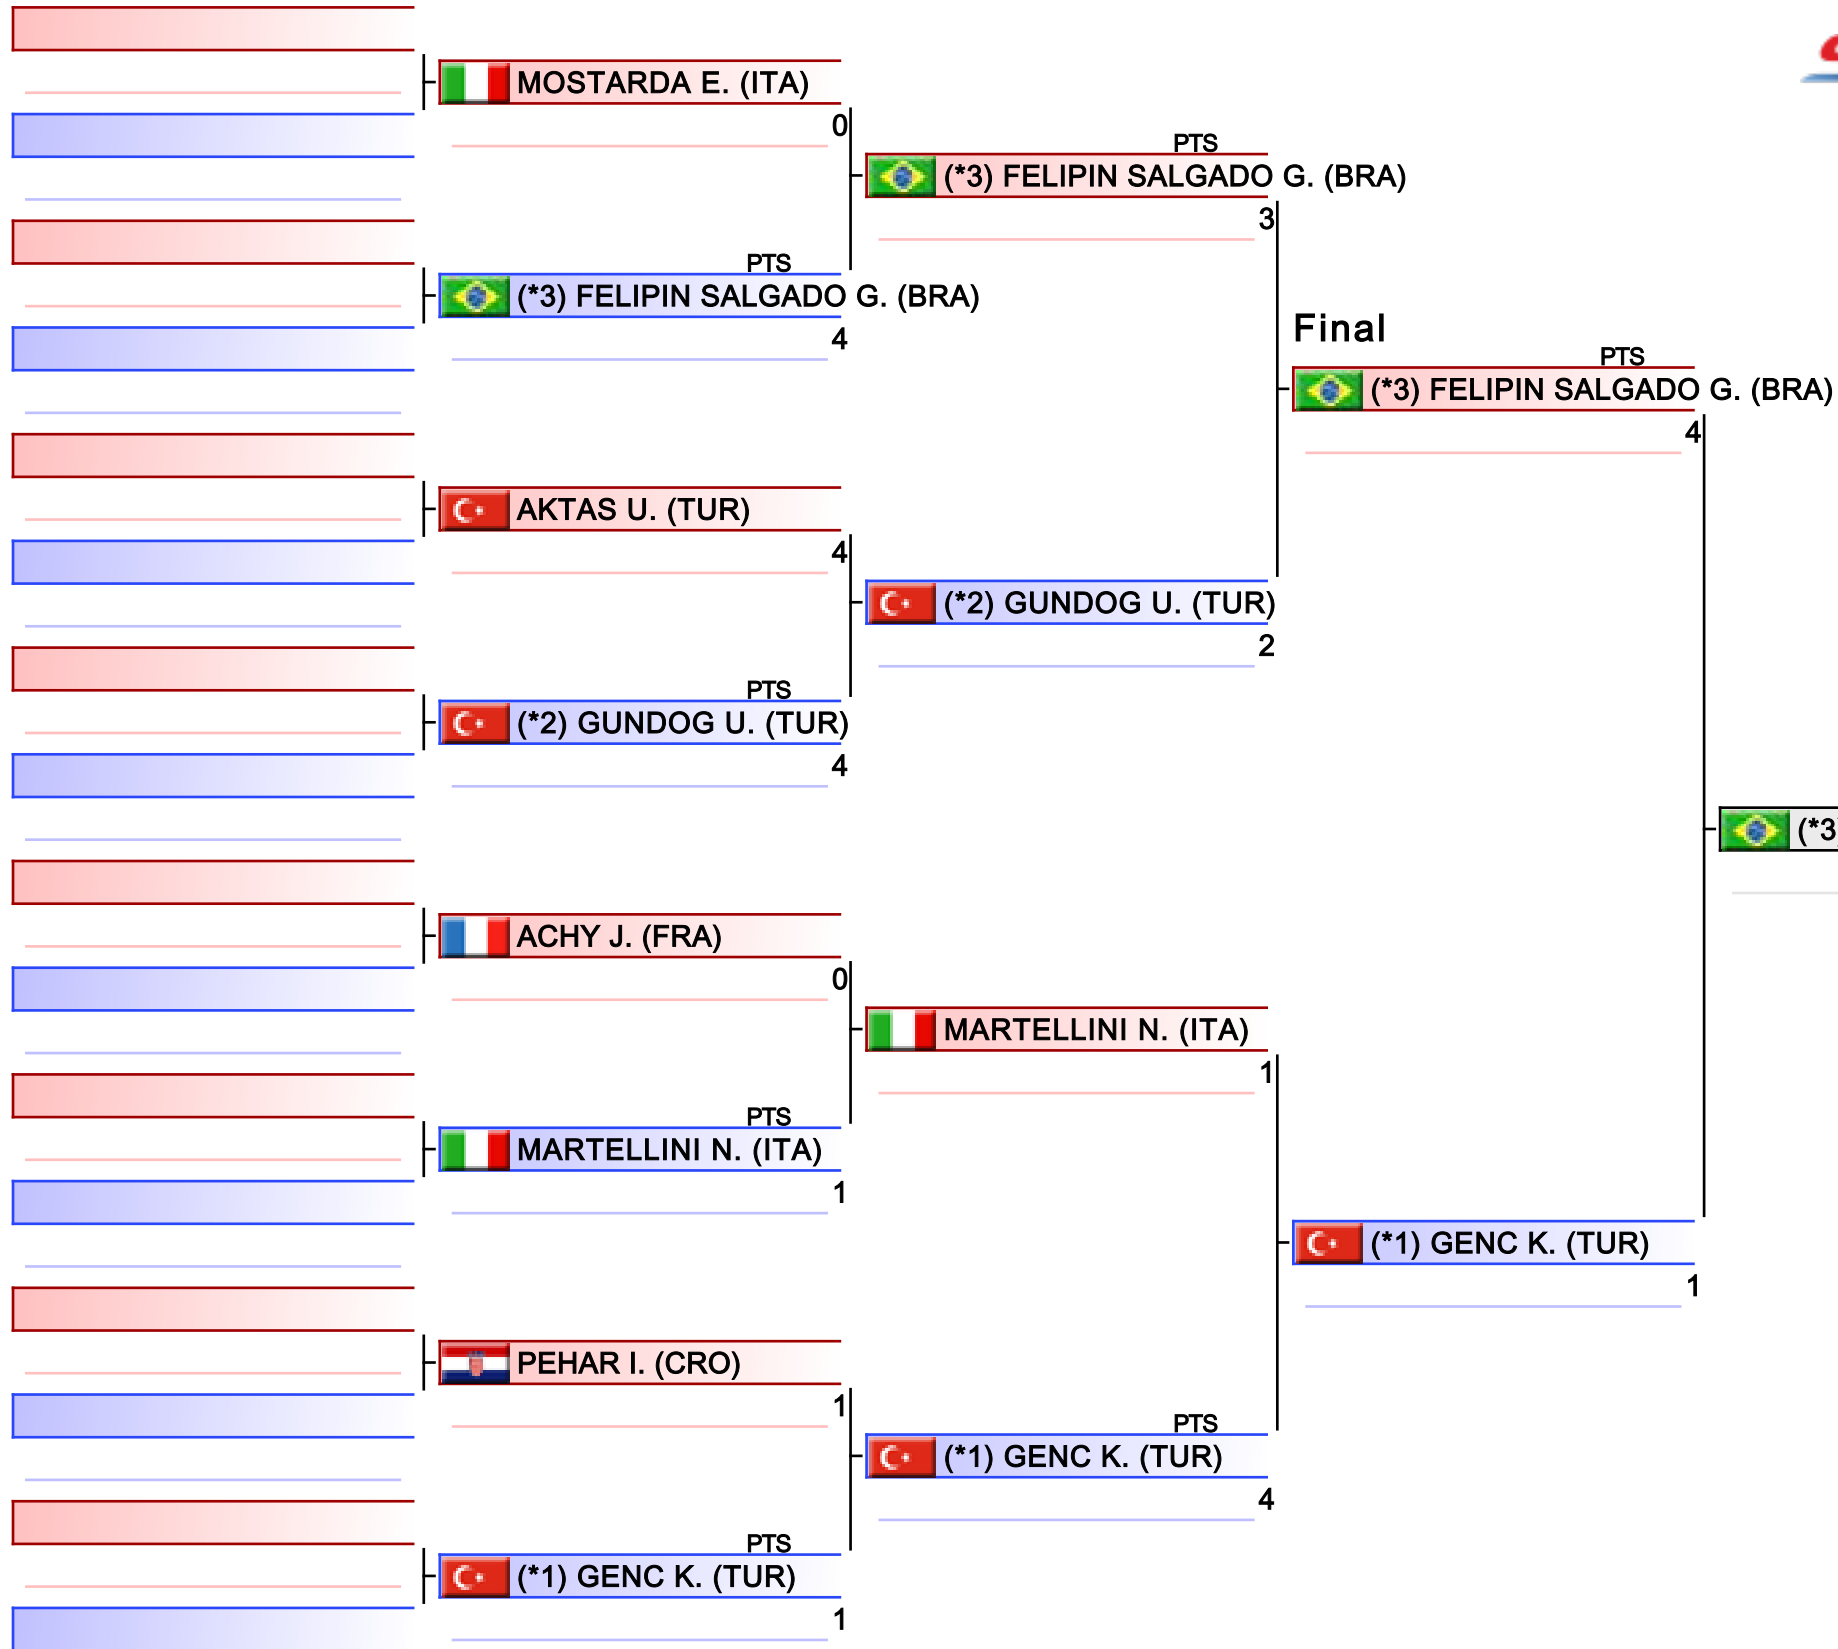 MOSTARDA E. (ITA)
0
PTS
(*3) FELIPIN SALGADO G. (BRA)
4
AKTAS U. (TUR)
4
PTS
(*2) GUNDOG U. (TUR)
4
ACHY J. (FRA)
0
PTS
MARTELLINI N. (ITA)
1
PEHAR I. (CRO)
1
PTS
(*1) GENC K. (TUR)
1
PTS
(*3) FELIPIN SALGADO G. (BRA)
3
(*2) GUNDOG U. (TUR)
2
MARTELLINI N. (ITA)
1
PTS
(*1) GENC K. (TUR)
4
Final
PTS
(*3) FELIPIN SALGADO G. (BRA)
4
(*1) GENC K. (TUR)
1
(*3)